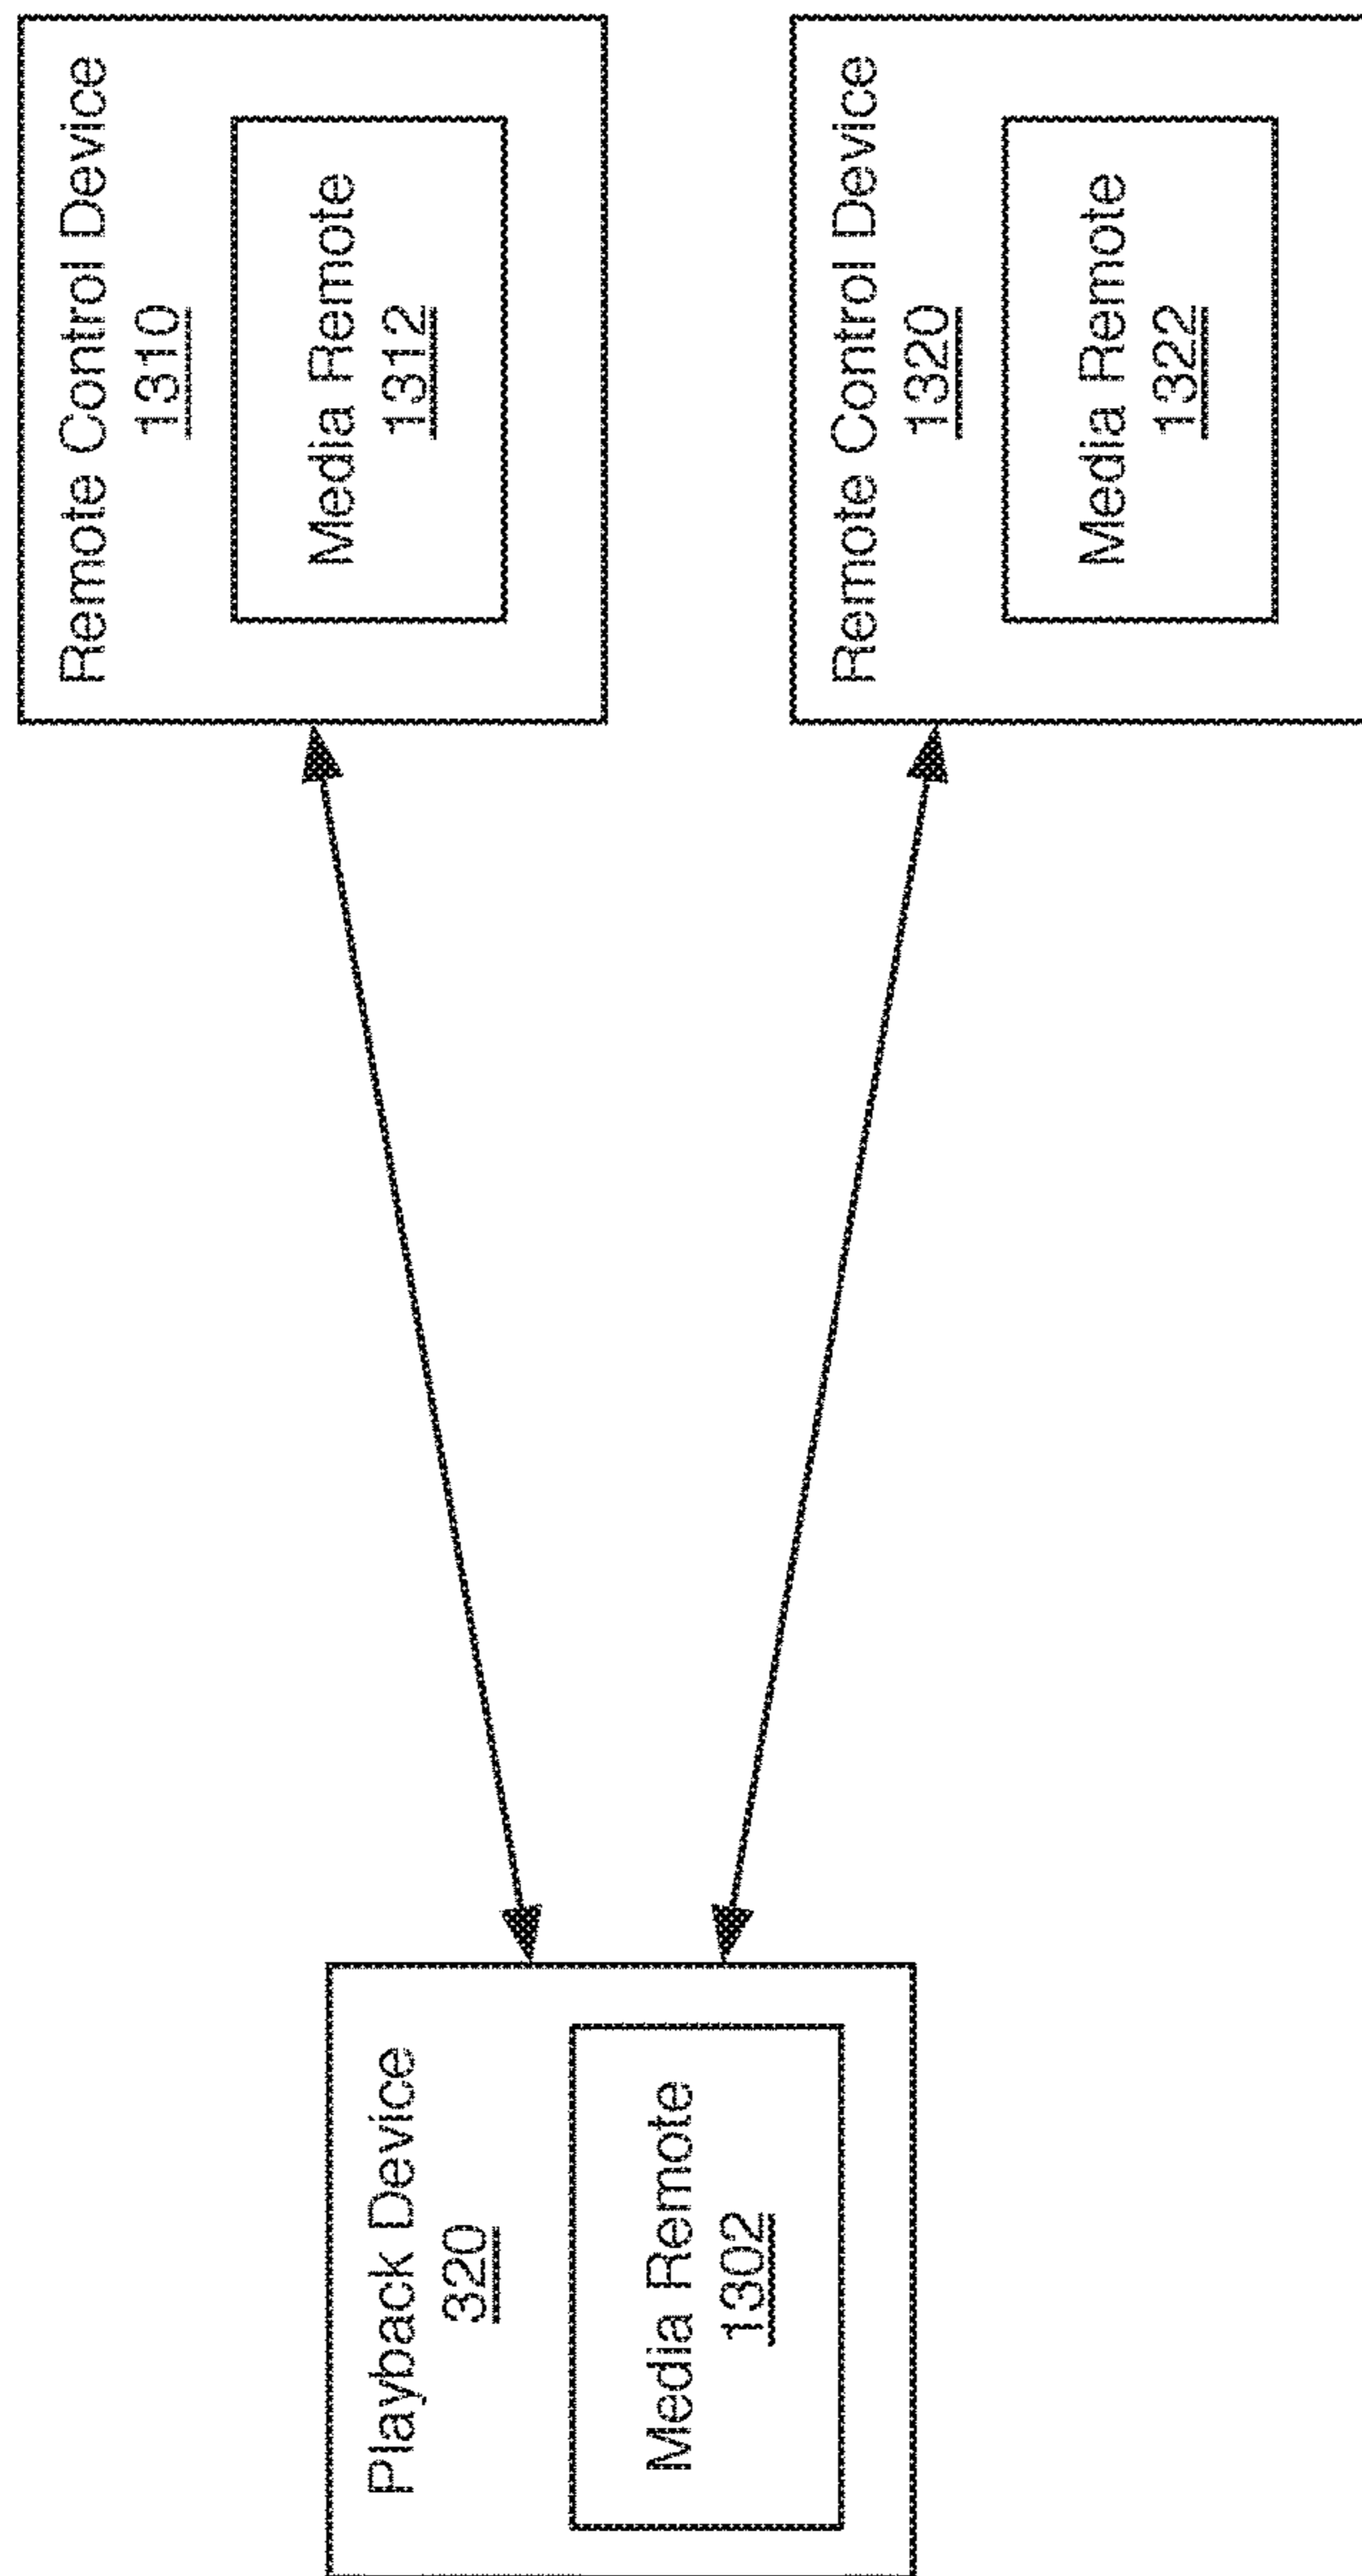 Playback Device
320
Media Remote
1302
Remote Control Device
1310
Media Remote
1312
Remote Control Device
1320
Media Remote
1322